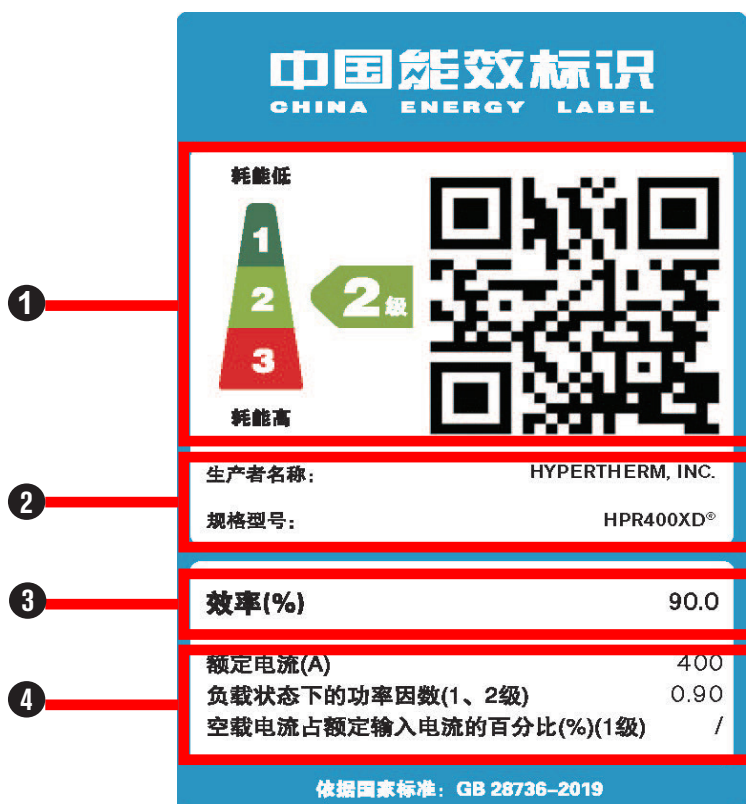 中国能效标识
CHINA ENERGY LABEL
耗能低
1
2
3
2级
耗能高
1
2
生产者名称: HYPERTHERM, INC.
规格型号: HPR400XD®
3
效率(%) 90.0
4
额定电流(A) 400
负载状态下的功率因数(1、2级) 0.90
空载电流占额定输入电流的百分比(%)(1级) /
依据国家标准: GB 28736–2019